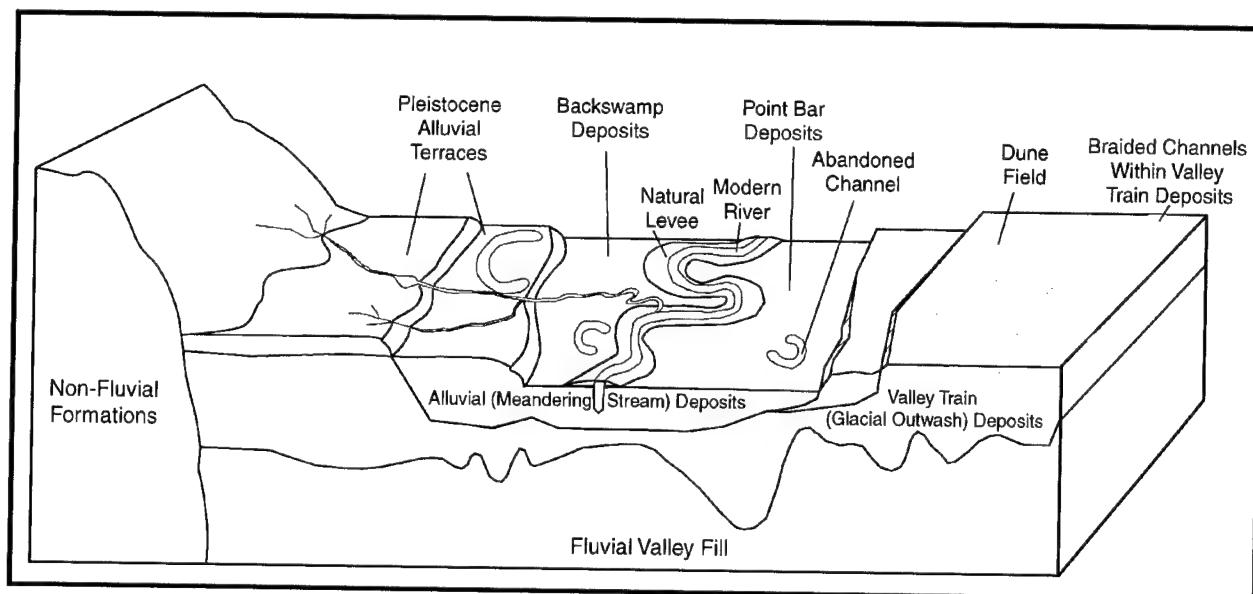 Pleistocene
Alluvial
Terraces
Backswamp
Deposits
Point Bar
Deposits
Abandoned
Channel
Natural
Levee
Modern
River
Dune
Field
Braided Channels
Within Valley
Train Deposits
Non-Fluvial
Formations
Alluvial (Meandering Stream) Deposits
Valley Train
(Glacial Outwash) Deposits
Fluvial Valley Fill